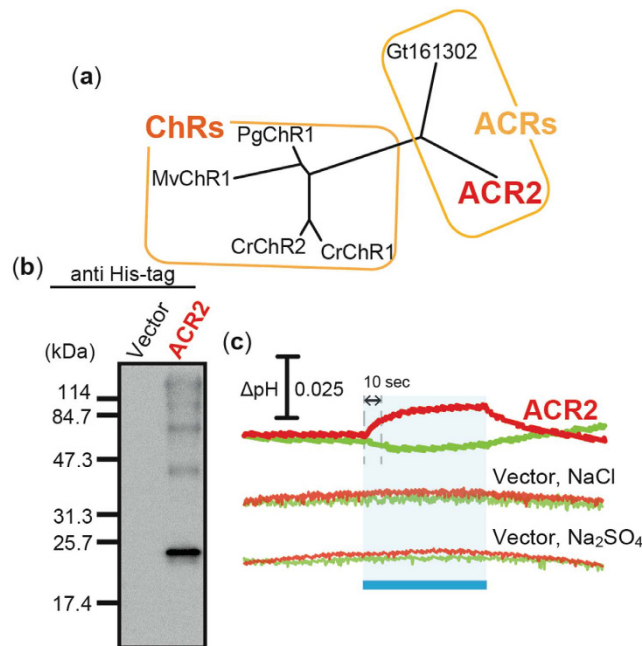 (a)
Gt161302
ChRs
ACRs
PgChR1
MvChR1
ACR2
CrChR2
CrChR1
(b)
anti His-tag
Vector
ACR2
(kDa)
114
84.7
47.3
31.3
25.7
17.4
(c)
ΔpH
0.025
10 sec
ACR2
Vector, NaCl
Vector, Na₂SO₄